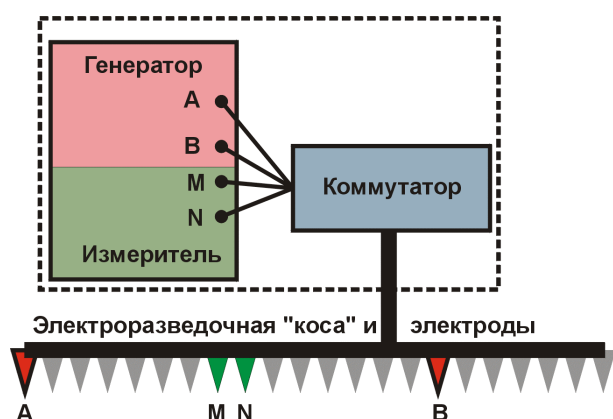 Генератор
A
B
M
N
Измеритель
Коммутатор
Электроразведочная "коса" и электроды
A M N B